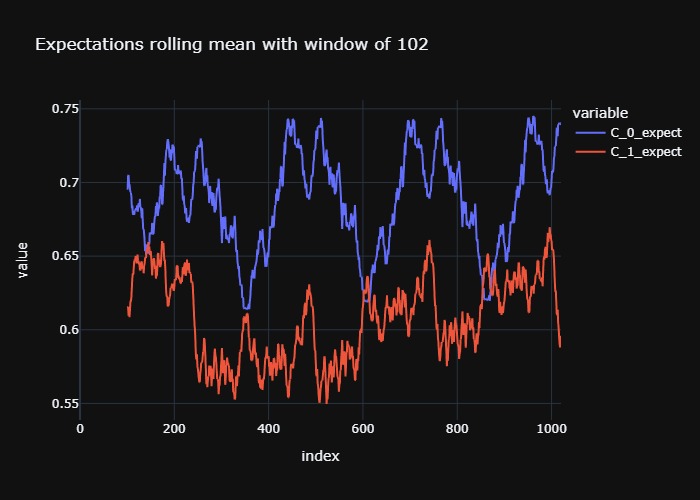 Expectations rolling mean with window of 102
variable
C_0_expect
C_1_expect
value
0.75
0.7
0.65
0.6
0.55
0
200
400
600
800
1000
index